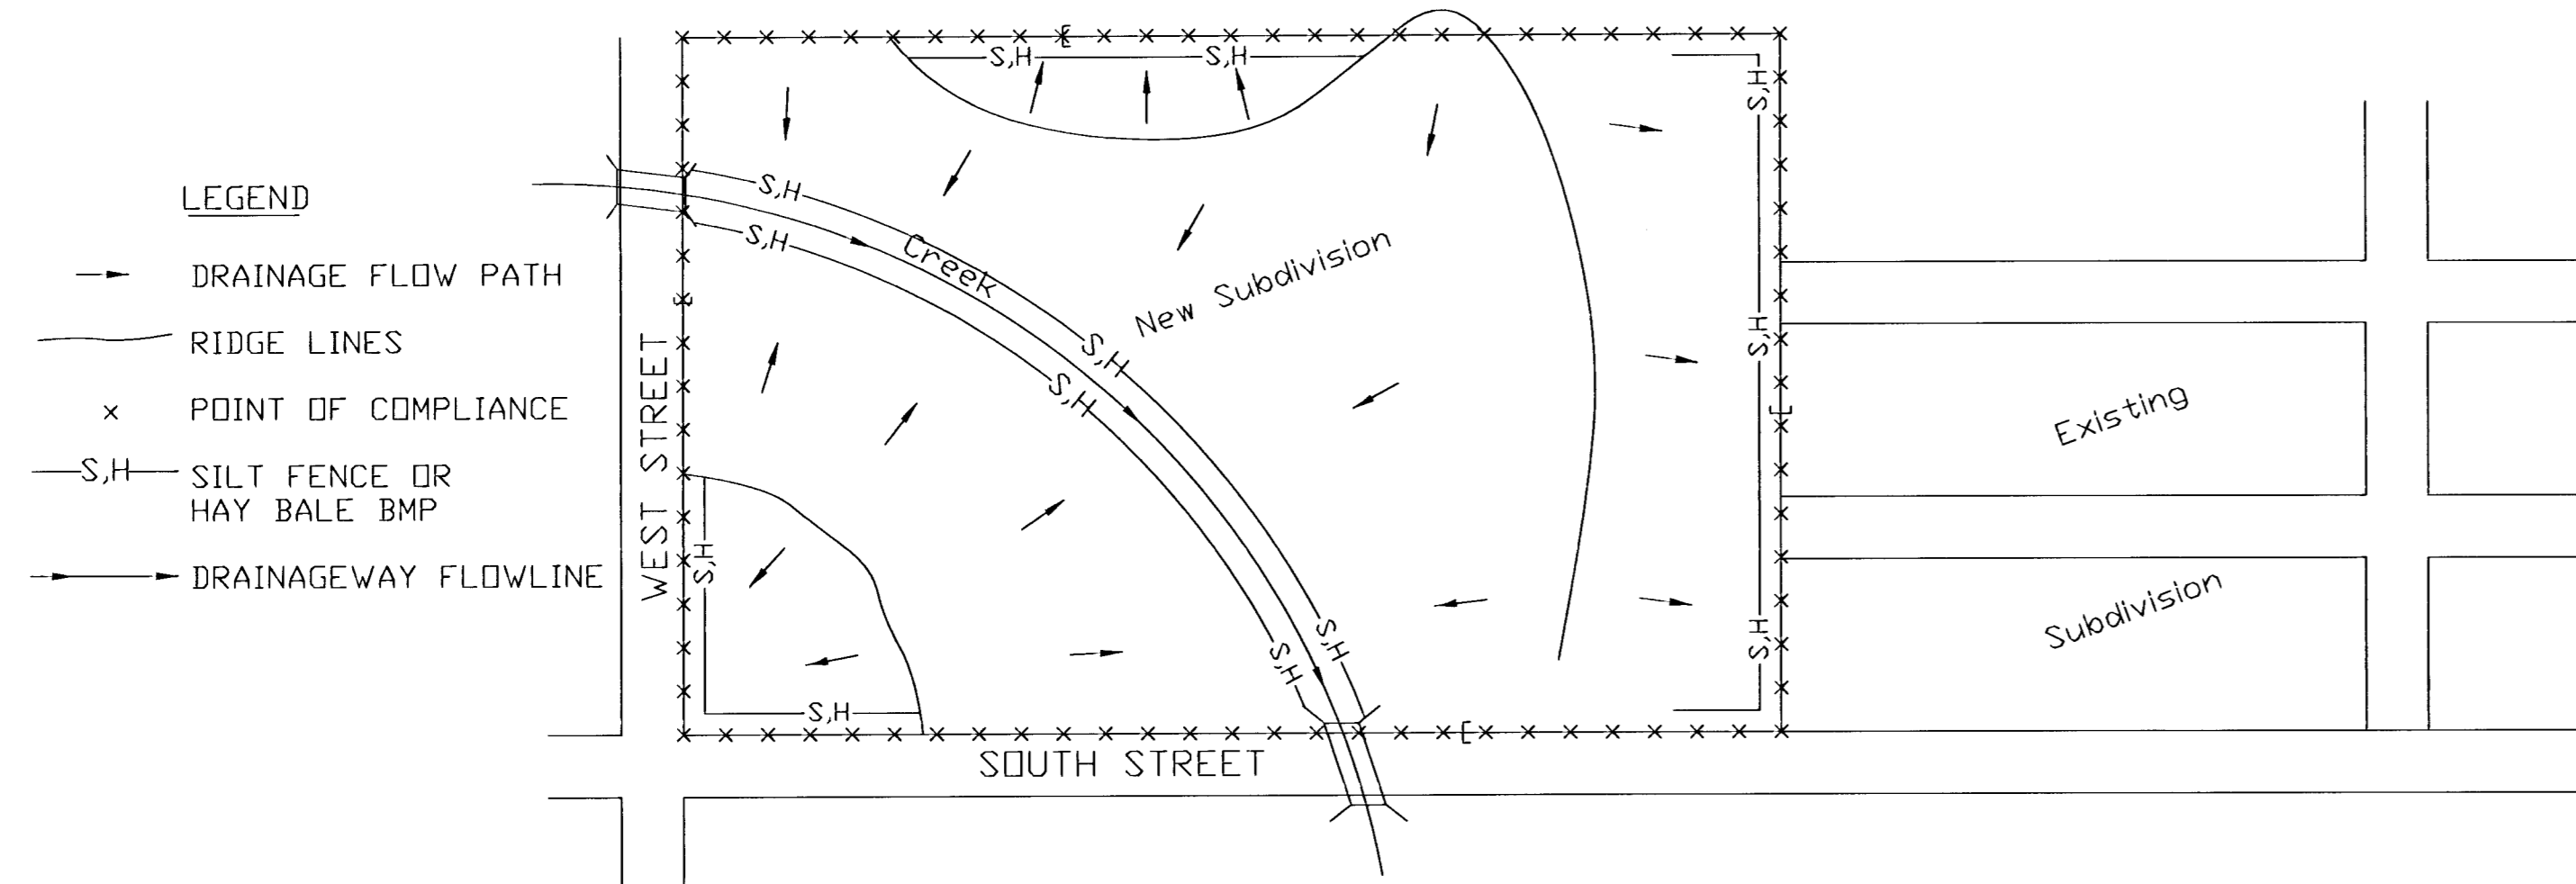 LEGEND
DRAINAGE FLOW PATH
RIDGE LINES
x POINT OF COMPLIANCE
S,H SILT FENCE OR
HAY BALE BMP
DRAINAGEWAY FLOWLINE
WEST STREET
SOUTH STREET
S,H
S,H
S,H
S,H
Creek
New Subdivision
S,H
S,H
S,H
S,H
S,H
S,H
S,H
S,H
S,H
Existing
Subdivision